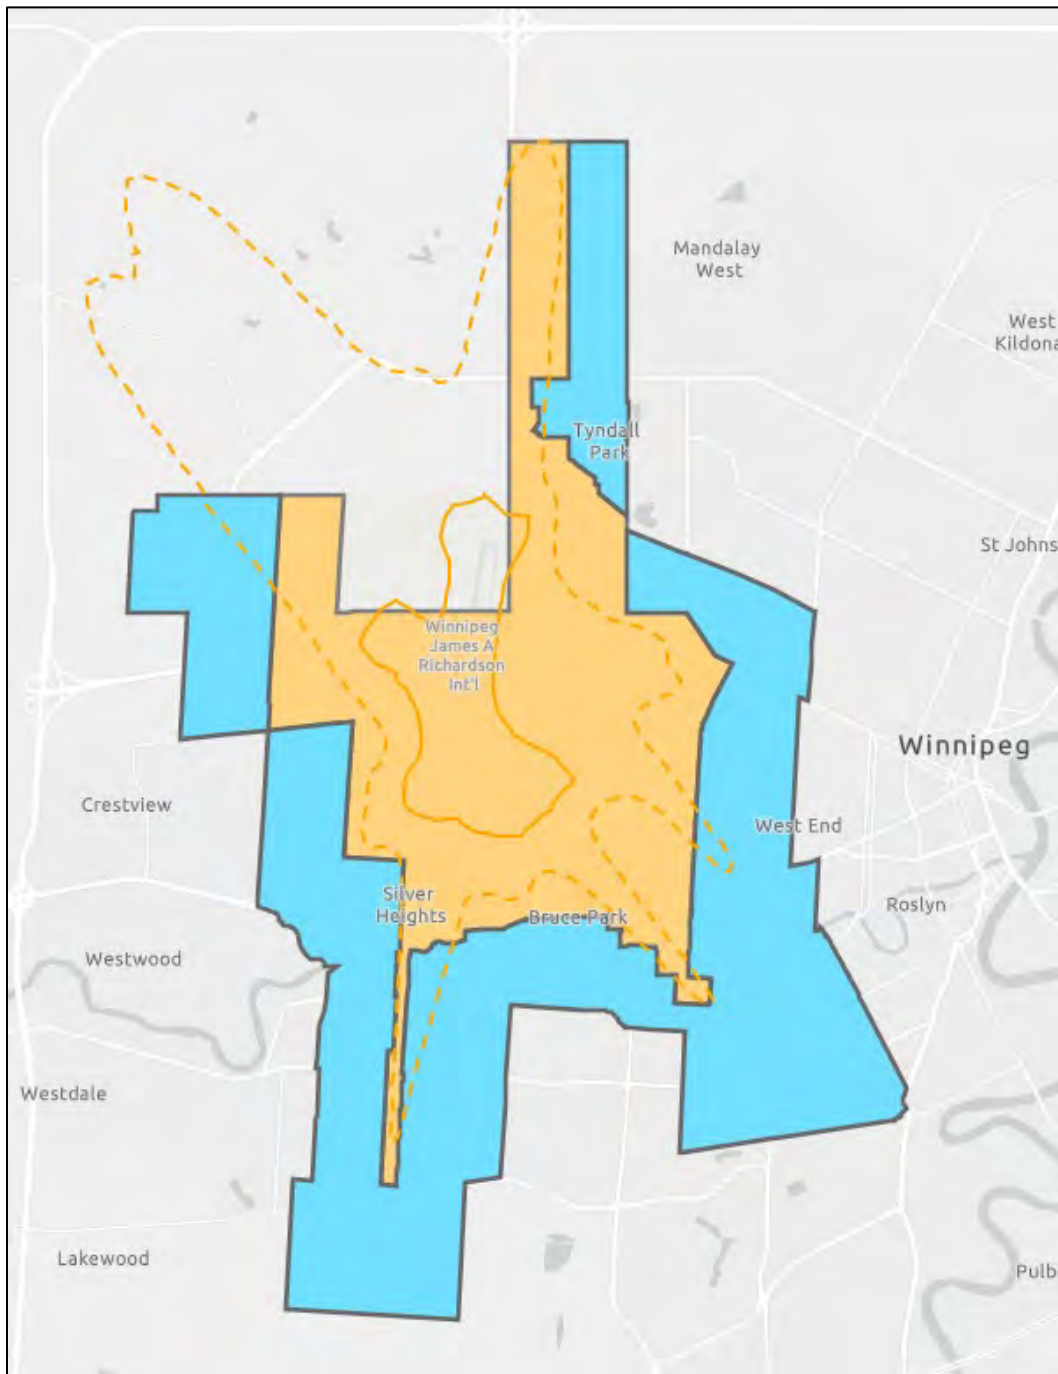 Mandalay
West
West
Kildona
Tyndall
Park
St Johns
Winnipeg
James A
Richardson
Int'l
Winnipeg
Crestview
West End
Silver
Heights
Bruce Park
Roslyn
Westwood
Westdale
Lakewood
Pulb